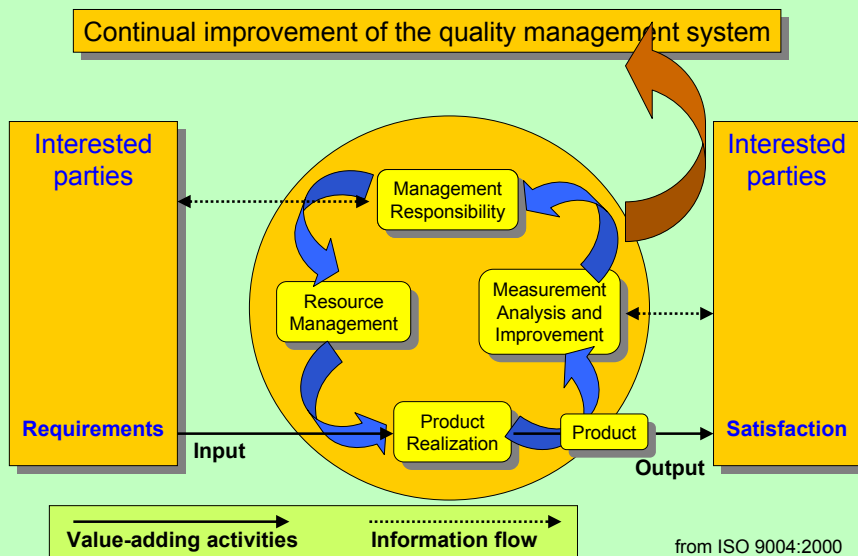 Continual improvement of the quality management system
Interested
parties
Interested
parties
Management
Responsibility
Resource
Management
Measurement
Analysis and
Improvement
Requirements
Input
Product
Realization
Product
Output
Satisfaction
Value-adding activities
Information flow
from ISO 9004:2000